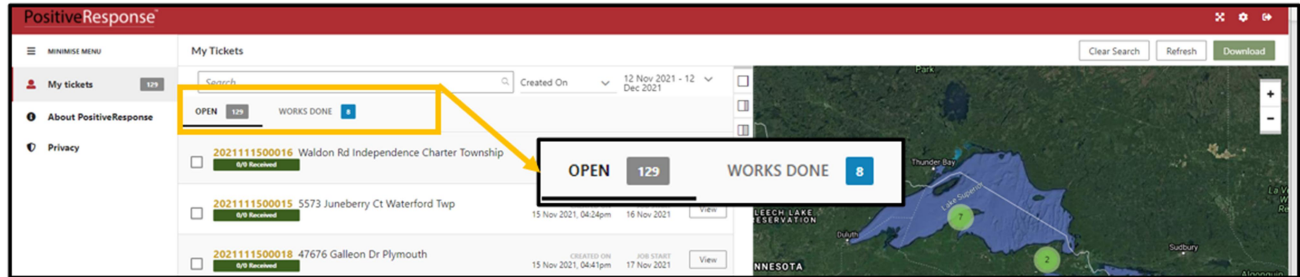 PositiveResponse™
MINIMISE MENU
My Tickets
Clear Search
Refresh
Download
My tickets 129
About PositiveResponse
Privacy
Search
Created On
12 Nov 2021 - 12
Dec 2021
OPEN 129 WORKS DONE 8
2021111500016 Waldon Rd Independence Charter Township
0/0 Received
2021111500015 5573 Juneberry Ct Waterford Twp
0/0 Received
15 Nov 2021, 04:24pm
16 Nov 2021
View
2021111500018 47676 Galleon Dr Plymouth
0/0 Received
CREATED ON
15 Nov 2021, 04:41pm
JOB START
17 Nov 2021
View
OPEN 129 WORKS DONE 8
Park
+
-
Thunder Bay
Lake Superior
LEECH LAKE
RESERVATION
7
Duluth
Sudbury
2
NNESOTA
Algonquin
La V
W
Re